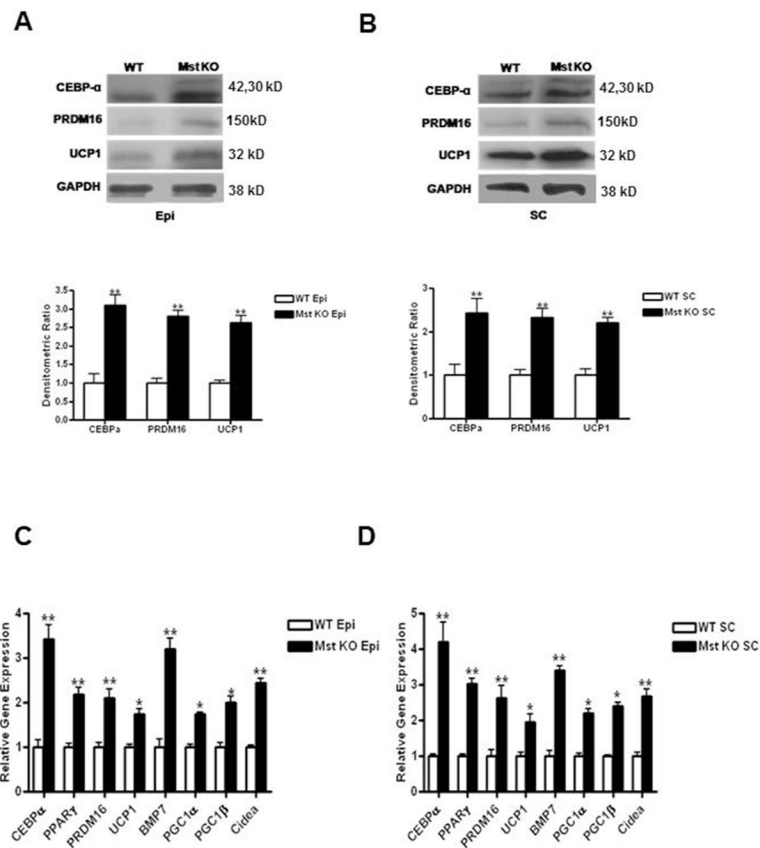 A
WT Mst KO
CEBP-α 42,30 kD
PRDM16 150kD
UCP1 32 kD
GAPDH 38 kD
Epi
B
WT Mst KO
CEBP-α 42,30 kD
PRDM16 150kD
UCP1 32 kD
GAPDH 38 kD
SC
Densitometric Ratio
3.5
3.0
2.5
2.0
1.5
1.0
0.5
0.0
** ** **
CEBPa PRDM16 UCP1
WT Epi
Mst KO Epi
Densitometric Ratio
3
2
1
0
** ** **
CEBPa PRDM16 UCP1
WT SC
Mst KO SC
C
Relative Gene Expression
4
3
2
1
0
** ** ** * ** * * **
CEBPα PPARγ PRDM16 UCP1 BMP7 PGC1α PGC1β Cidea
WT Epi
Mst KO Epi
D
Relative Gene Expression
5
4
3
2
1
0
** ** ** * ** * * **
CEBPα PPARγ PRDM16 UCP1 BMP7 PGC1α PGC1β Cidea
WT SC
Mst KO SC